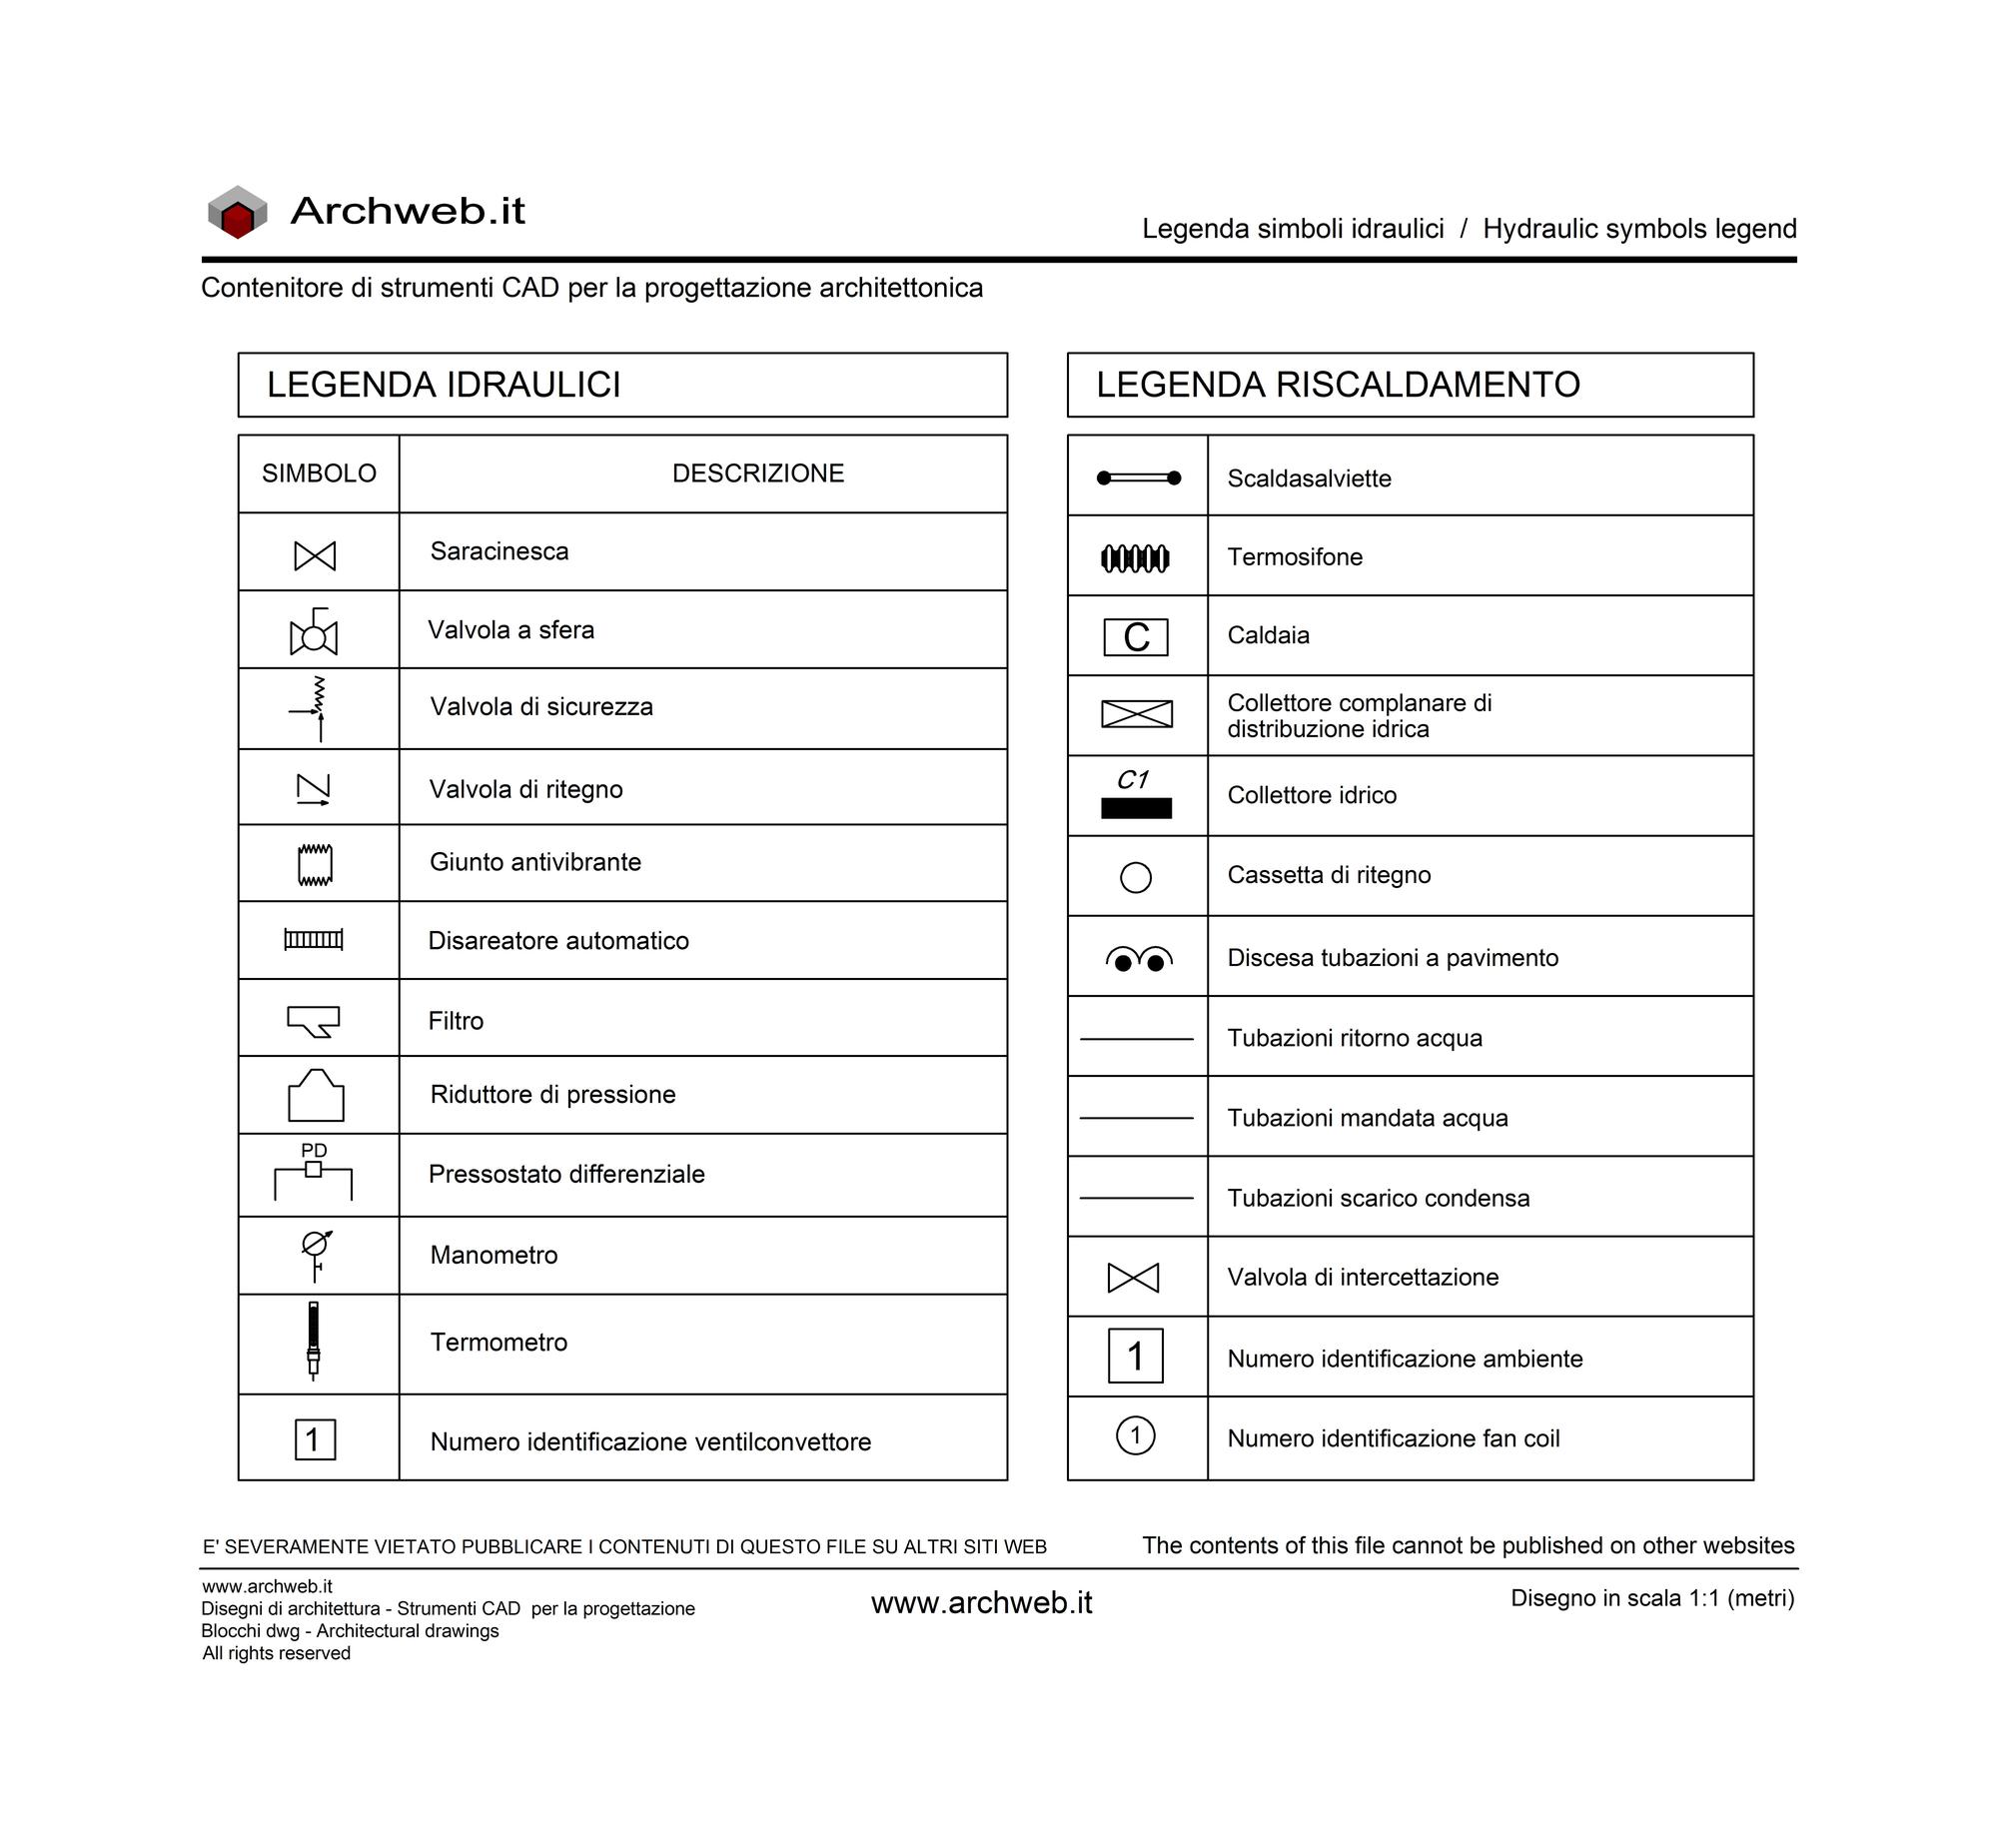 Archweb.it
Legenda simboli idraulici / Hydraulic symbols legend
Contenitore di strumenti CAD per la progettazione architettonica
LEGENDA IDRAULICI
SIMBOLO DESCRIZIONE
Saracinesca
Valvola a sfera
Valvola di sicurezza
Valvola di ritegno
Giunto antivibrante
Disareatore automatico
Filtro
Riduttore di pressione
PD
Pressostato differenziale
Manometro
Termometro
1 Numero identificazione ventilconvettore
LEGENDA RISCALDAMENTO
Scaldasalviette
Termosifone
C Caldaia
Collettore complanare di
distribuzione idrica
C1
Collettore idrico
Cassetta di ritegno
Discesa tubazioni a pavimento
Tubazioni ritorno acqua
Tubazioni mandata acqua
Tubazioni scarico condensa
Valvola di intercettazione
1 Numero identificazione ambiente
1 Numero identificazione fan coil
E' SEVERAMENTE VIETATO PUBBLICARE I CONTENUTI DI QUESTO FILE SU ALTRI SITI WEB
The contents of this file cannot be published on other websites
www.archweb.it
Disegni di architettura - Strumenti CAD per la progettazione
Blocchi dwg - Architectural drawings
All rights reserved
www.archweb.it
Disegno in scala 1:1 (metri)